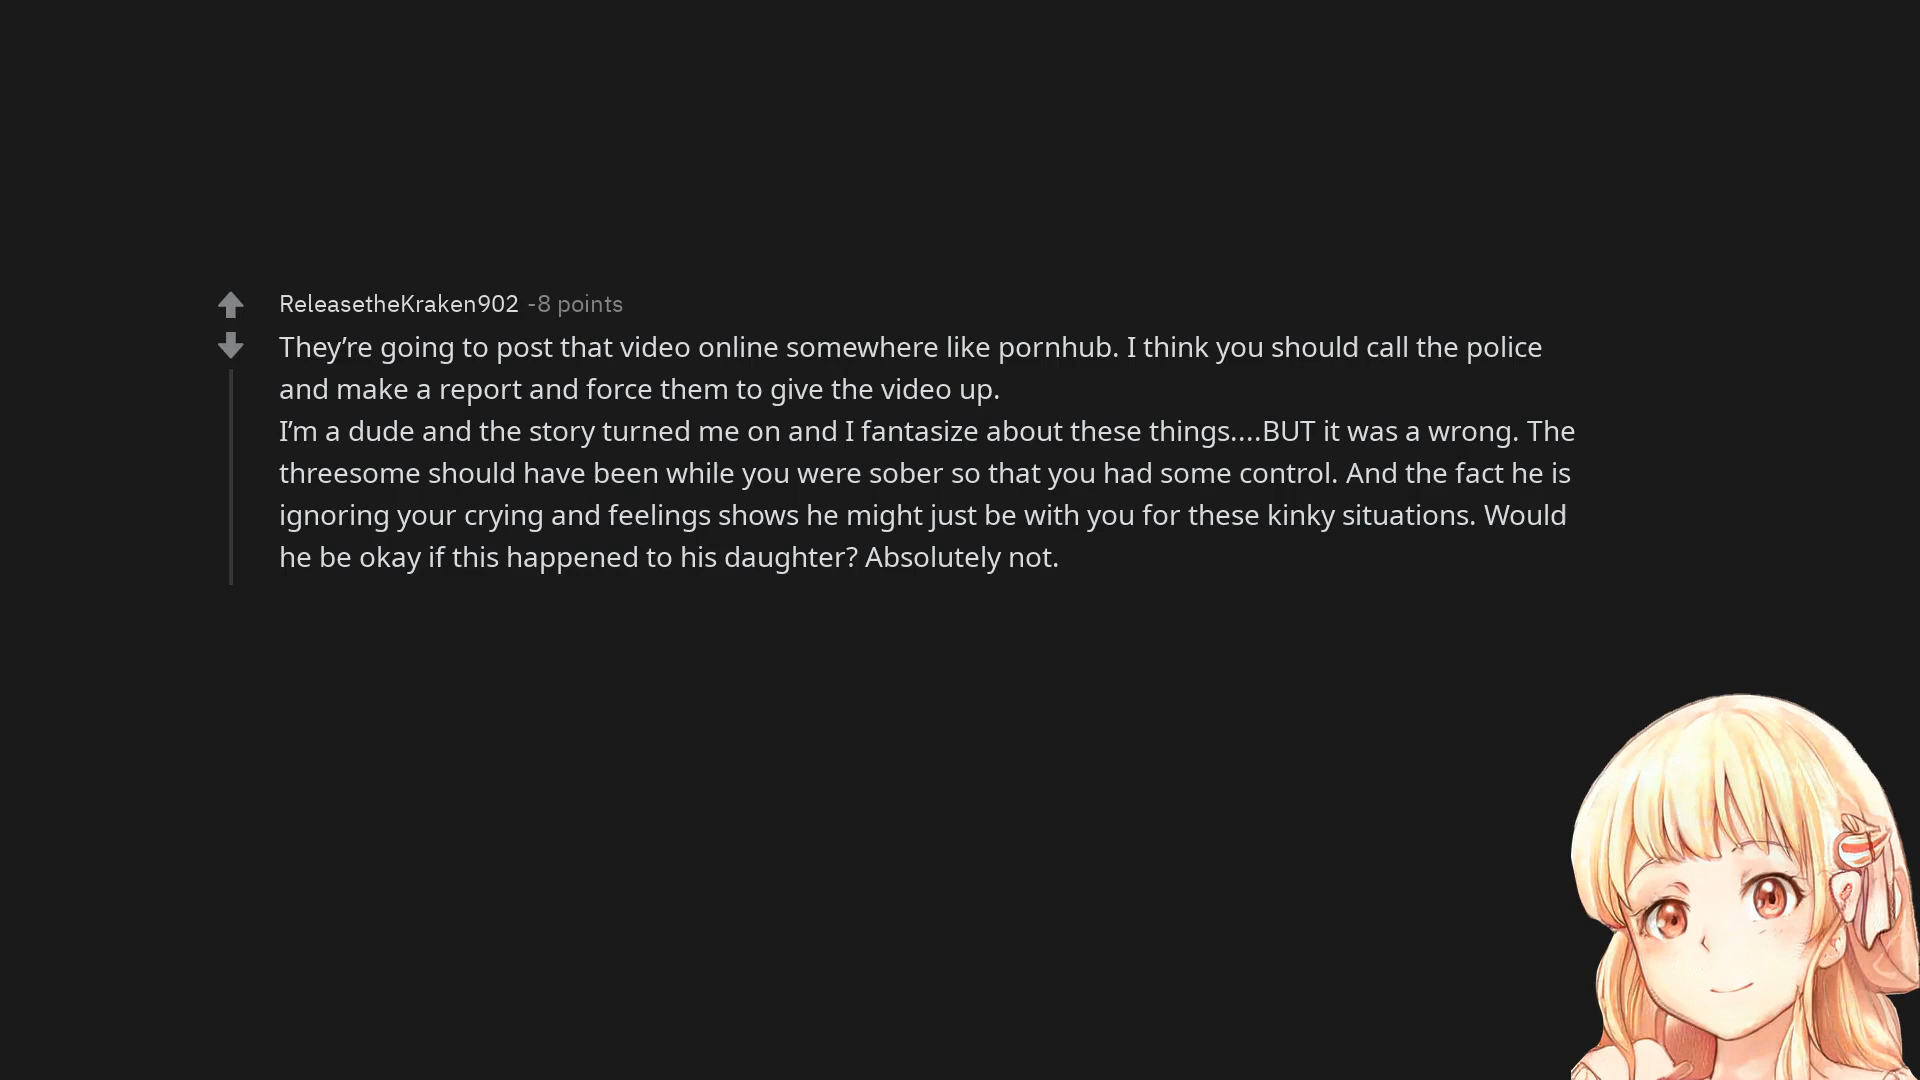 ReleasetheKraken902 -8 points
They’re going to post that video online somewhere like pornhub. I think you should call the police
and make a report and force them to give the video up.
I’m a dude and the story turned me on and I fantasize about these things....BUT it was a wrong. The
threesome should have been while you were sober so that you had some control. And the fact he is
ignoring your crying and feelings shows he might just be with you for these kinky situations. Would
he be okay if this happened to his daughter? Absolutely not.